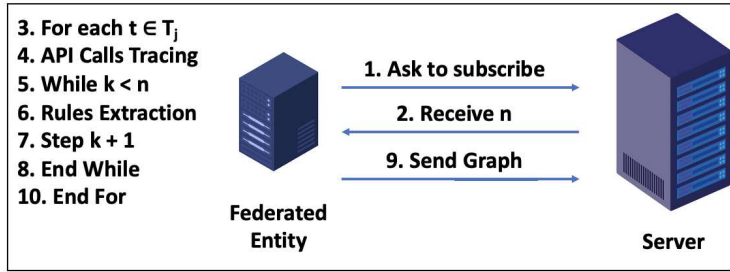 3. For each t ∈ Tj
4. API Calls Tracing
5. While k < n
6. Rules Extraction
7. Step k + 1
8. End While
10. End For
1. Ask to subscribe
2. Receive n
9. Send Graph
Federated
Entity
Server